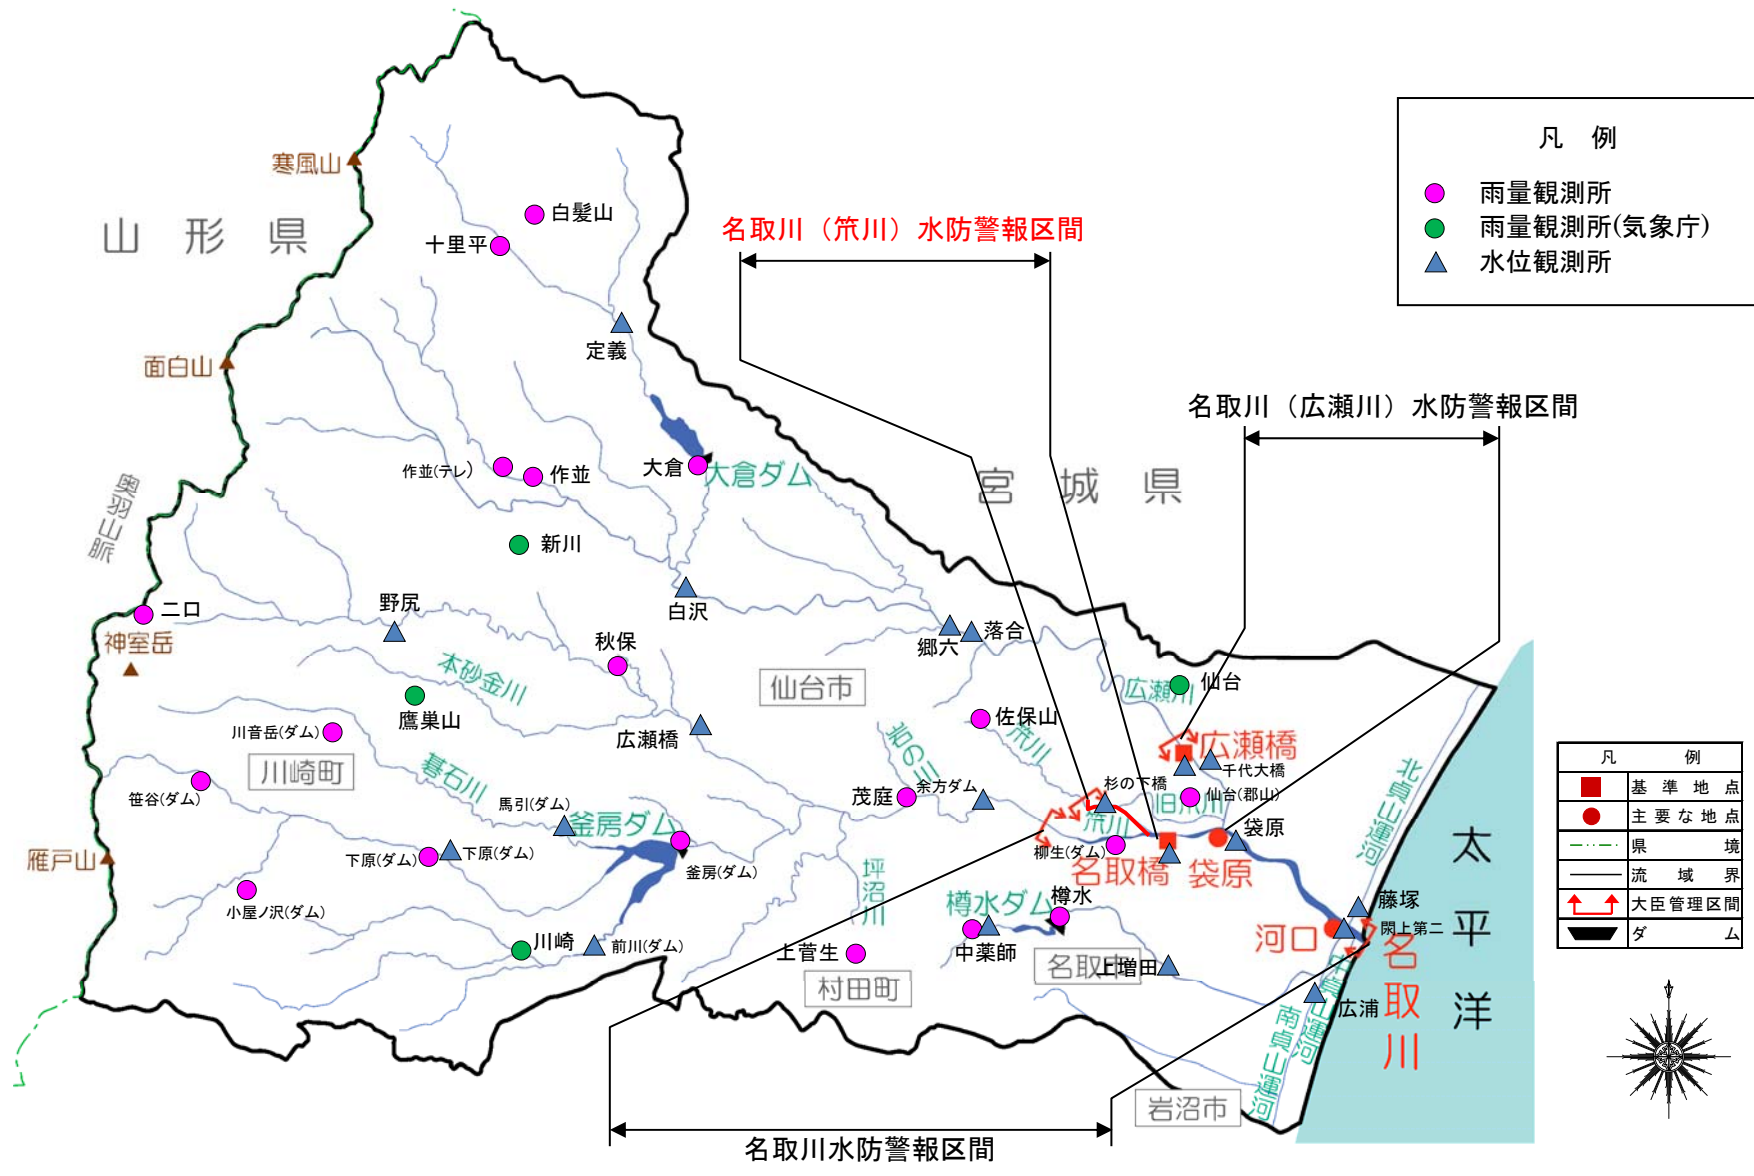 凡 例
雨量観測所
雨量観測所(気象庁)
水位観測所
寒風山
山 形 県
白髪山
十里平
名取川（笊川）水防警報区間
定義
面白山
名取川（広瀬川）水防警報区間
作並(テレ)
作並
大倉
大倉ダム
宮 城 県
奥羽山脈
新川
二口
神室岳
野尻
白沢
秋保
郷六
落合
本砂金川
仙台市
広瀬川
仙台
鷹巣山
川音岳(ダム)
広瀬橋
佐保山
笊川
岩の川
広瀬橋
千代大橋
川崎町
碁石川
笹谷(ダム)
馬引(ダム)
釜房ダム
茂庭
余方ダム
杉の下橋
旧笊川
仙台(郡山)
北貞山運河
凡 例
基準地点
主要な地点
県境
流域界
大臣管理区間
ダム
雁戸山
下原(ダム)
下原(ダム)
釜房(ダム)
笊川
柳生(ダム)
名取橋
袋原
袋原
太平洋
坪沼川
小屋ノ沢(ダム)
樽水ダム
樽水
藤塚
閖上第二
川崎
前川(ダム)
上菅生
中薬師
名取市
上増田
河口
名取川
村田町
広浦
中貞山運河
南貞山運河
岩沼市
名取川水防警報区間